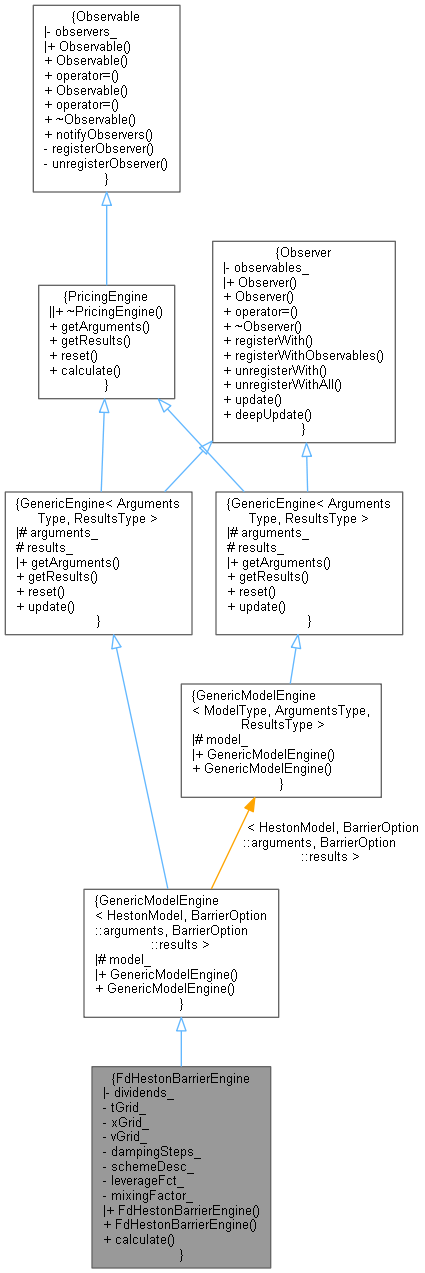 {Observable
|- observers_
|+ Observable()
+ Observable()
+ operator=()
+ Observable()
+ operator=()
+ ~Observable()
+ notifyObservers()
- registerObserver()
- unregisterObserver()
}
{Observer
|- observables_
|+ Observer()
+ Observer()
+ operator=()
+ ~Observer()
+ registerWith()
+ registerWithObservables()
+ unregisterWith()
+ unregisterWithAll()
+ update()
+ deepUpdate()
}
{PricingEngine
||+ ~PricingEngine()
+ getArguments()
+ getResults()
+ reset()
+ calculate()
}
{GenericEngine< Arguments
Type, ResultsType >
|# arguments_
# results_
|+ getArguments()
+ getResults()
+ reset()
+ update()
}
{GenericEngine< Arguments
Type, ResultsType >
|# arguments_
# results_
|+ getArguments()
+ getResults()
+ reset()
+ update()
}
{GenericModelEngine
< ModelType, ArgumentsType,
ResultsType >
|# model_
|+ GenericModelEngine()
+ GenericModelEngine()
}
< HestonModel, BarrierOption
::arguments, BarrierOption
::results >
{GenericModelEngine
< HestonModel, BarrierOption
::arguments, BarrierOption
::results >
|# model_
|+ GenericModelEngine()
+ GenericModelEngine()
}
{FdHestonBarrierEngine
|- dividends_
- tGrid_
- xGrid_
- vGrid_
- dampingSteps_
- schemeDesc_
- leverageFct_
- mixingFactor_
|+ FdHestonBarrierEngine()
+ FdHestonBarrierEngine()
+ calculate()
}